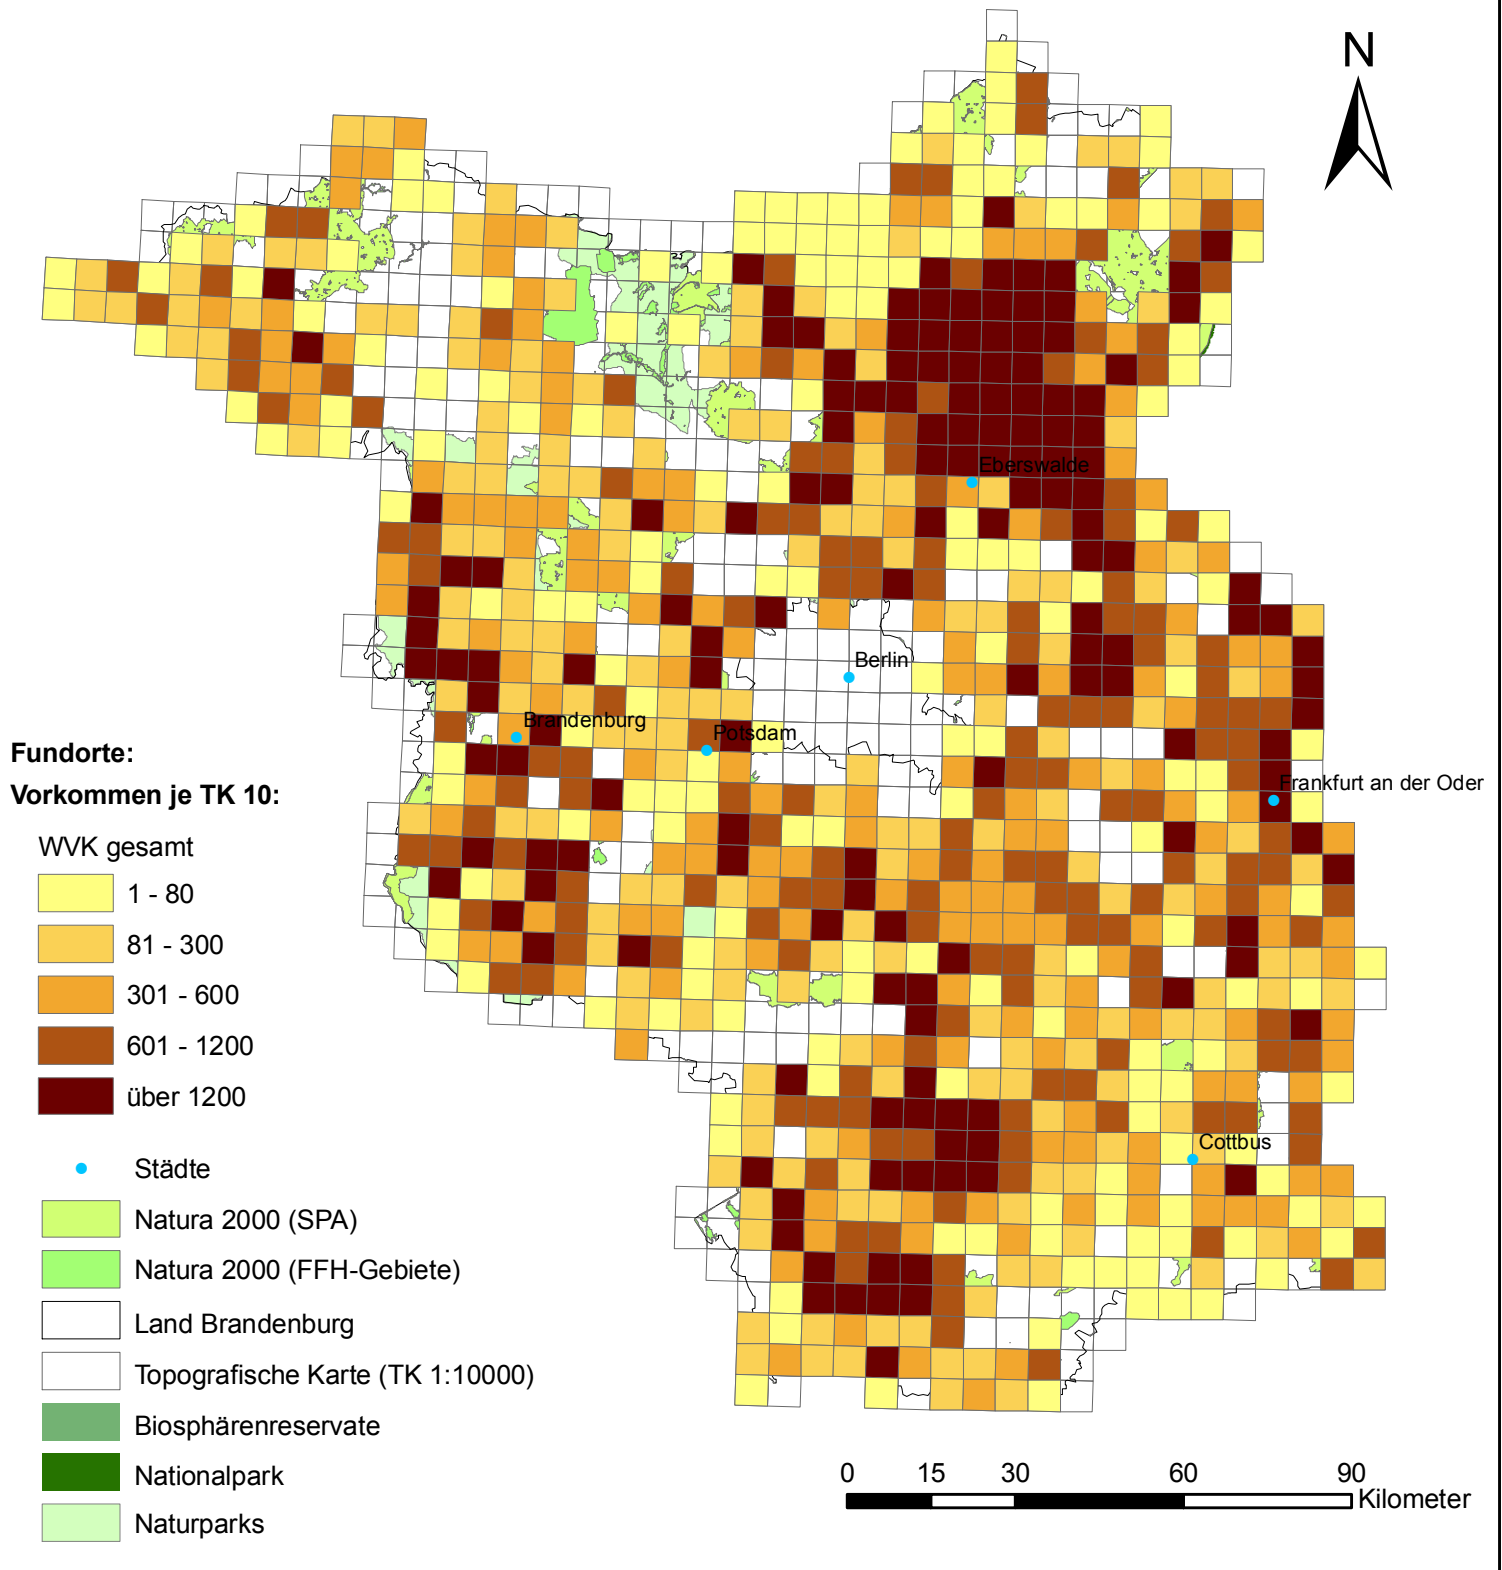 N
Eberswalde
Berlin
Brandenburg
Potsdam
Frankfurt an der Oder
Cottbus
Fundorte:
Vorkommen je TK 10:
WVK gesamt
1 - 80
81 - 300
301 - 600
601 - 1200
über 1200
Städte
Natura 2000 (SPA)
Natura 2000 (FFH-Gebiete)
Land Brandenburg
Topografische Karte (TK 1:10000)
Biosphärenreservate
Nationalpark
Naturparks
0 15 30 60 90
Kilometer